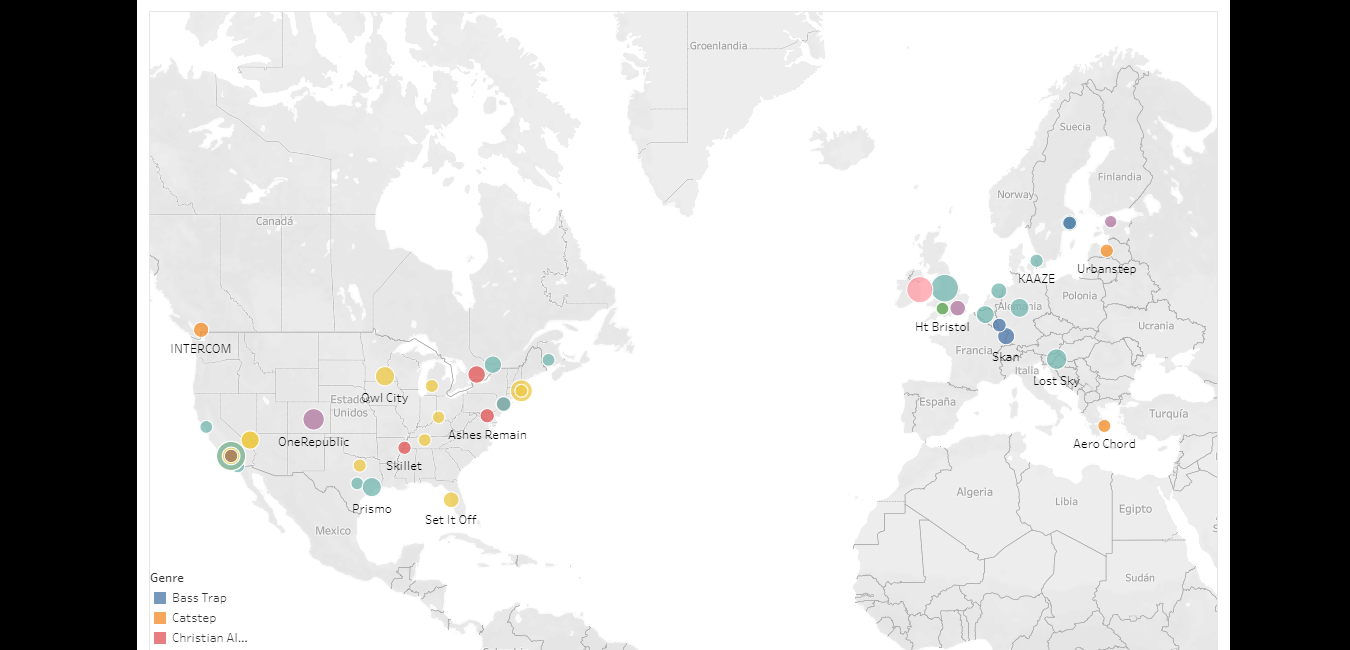 Groenlandia
Suecia
Finlandia
Norway
Canadá
KAAZE
Urbanstep
Polonia
Alemania
Ht Bristol
Ucrania
INTERCOM
Francia
Skan
Italia
Lost Sky
Owl City
Estados
Unidos
España
Turquía
OneRepublic
Ashes Remain
Aero Chord
Skillet
Algeria
Libia
Egipto
Prismo
Set It Off
Mexico
Sudán
Genre
Bass Trap
Catstep
Christian Al...